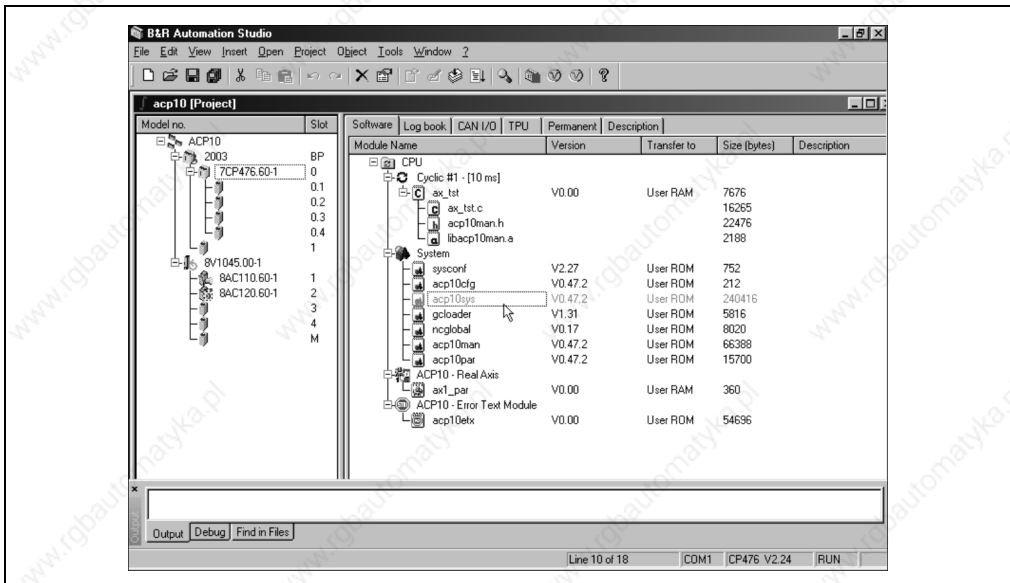 B&R Automation Studio
File Edit View Insert Open Project Object Tools Window ?
acp10 [Project]
Model no. Slot
ACP10
2003 BP
7CP476.60-1 0
0.1
0.2
0.3
0.4
1
8V1045.00-1
8AC110.60-1 1
8AC120.60-1 2
3
4
M
Software Log book CAN I/O TPU Permanent Description
Module Name Version Transfer to Size (bytes) Description
CPU
Cyclic #1 - [10 ms]
ax_tst V0.00 User RAM 7676
ax_tst.c 16265
acp10man.h 22476
libacp10man.a 2188
System
sysconf V2.27 User ROM 752
acp10cfg V0.47.2 User ROM 212
acp10sys V0.47.2 User ROM 240416
gcloader V1.31 User ROM 5816
ncglobal V0.17 User ROM 8020
acp10man V0.47.2 User ROM 66388
acp10par V0.47.2 User ROM 15700
ACP10 - Real Axis
ax1_par V0.00 User RAM 360
ACP10 - Error Text Module
acp10etx V0.00 User ROM 54696
Output
Output Debug Find in Files
Line 10 of 18 COM1 CP476 V2.24 RUN
www.rgbautomatyka.pl